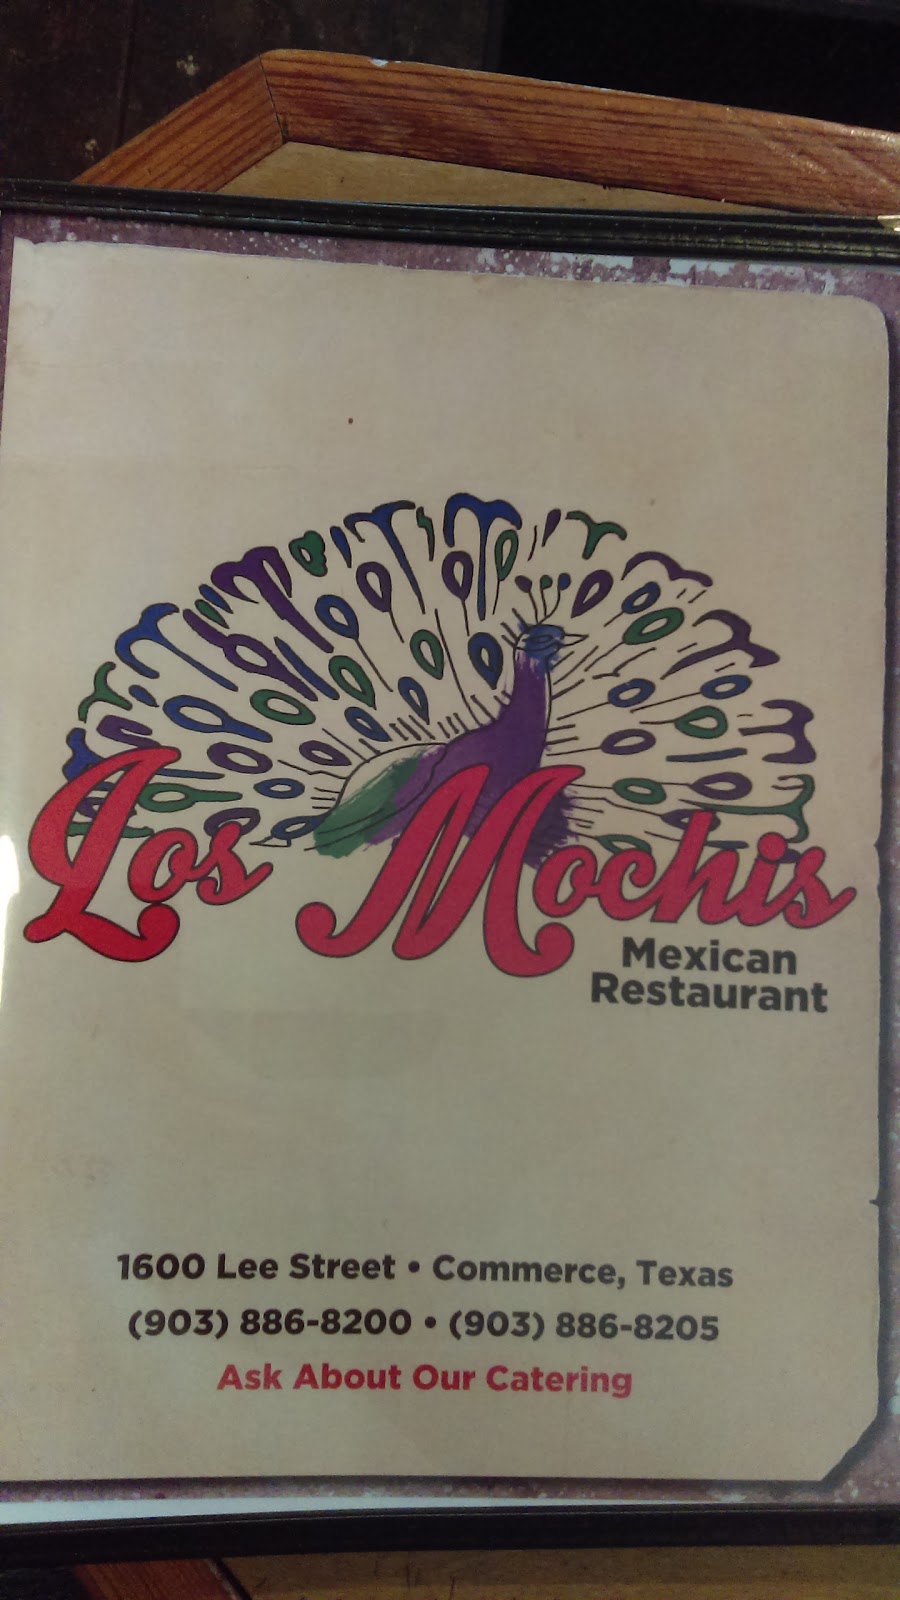 Los Mochis
Mexican
Restaurant
1600 Lee Street • Commerce, Texas
(903) 886-8200 • (903) 886-8205
Ask About Our Catering